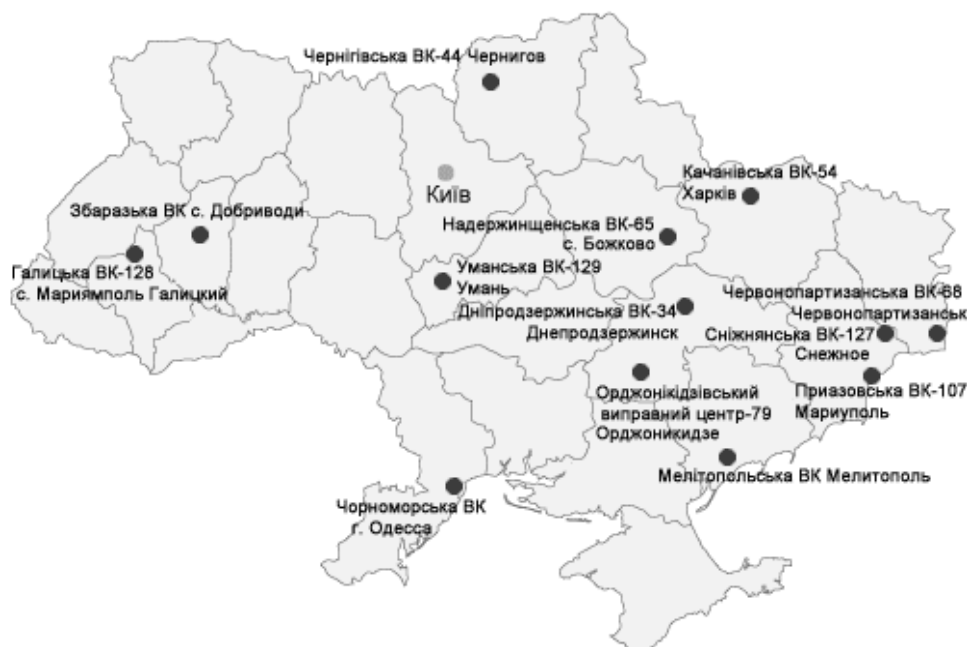 Чернігівська ВК-44 Чернигов
Качанівська ВК-54
Харків
Київ
Збаразька ВК с. Добриводи
Надержинщенська ВК-65
с. Божково
Галицька ВК-128
с. Мариямполь Галицкий
Уманська ВК-129
Умань
Червонопартизанська ВК-68
Червонопартизанськ
Дніпродзержинська ВК-34
Днепродзержинск
Сніжнянська ВК-127
Снежное
Орджонікідзівський
виправний центр-79
Орджоникидзе
Приазовська ВК-107
Мариуполь
Мелітопольська ВК Мелитополь
Чорноморська ВК
г. Одесса